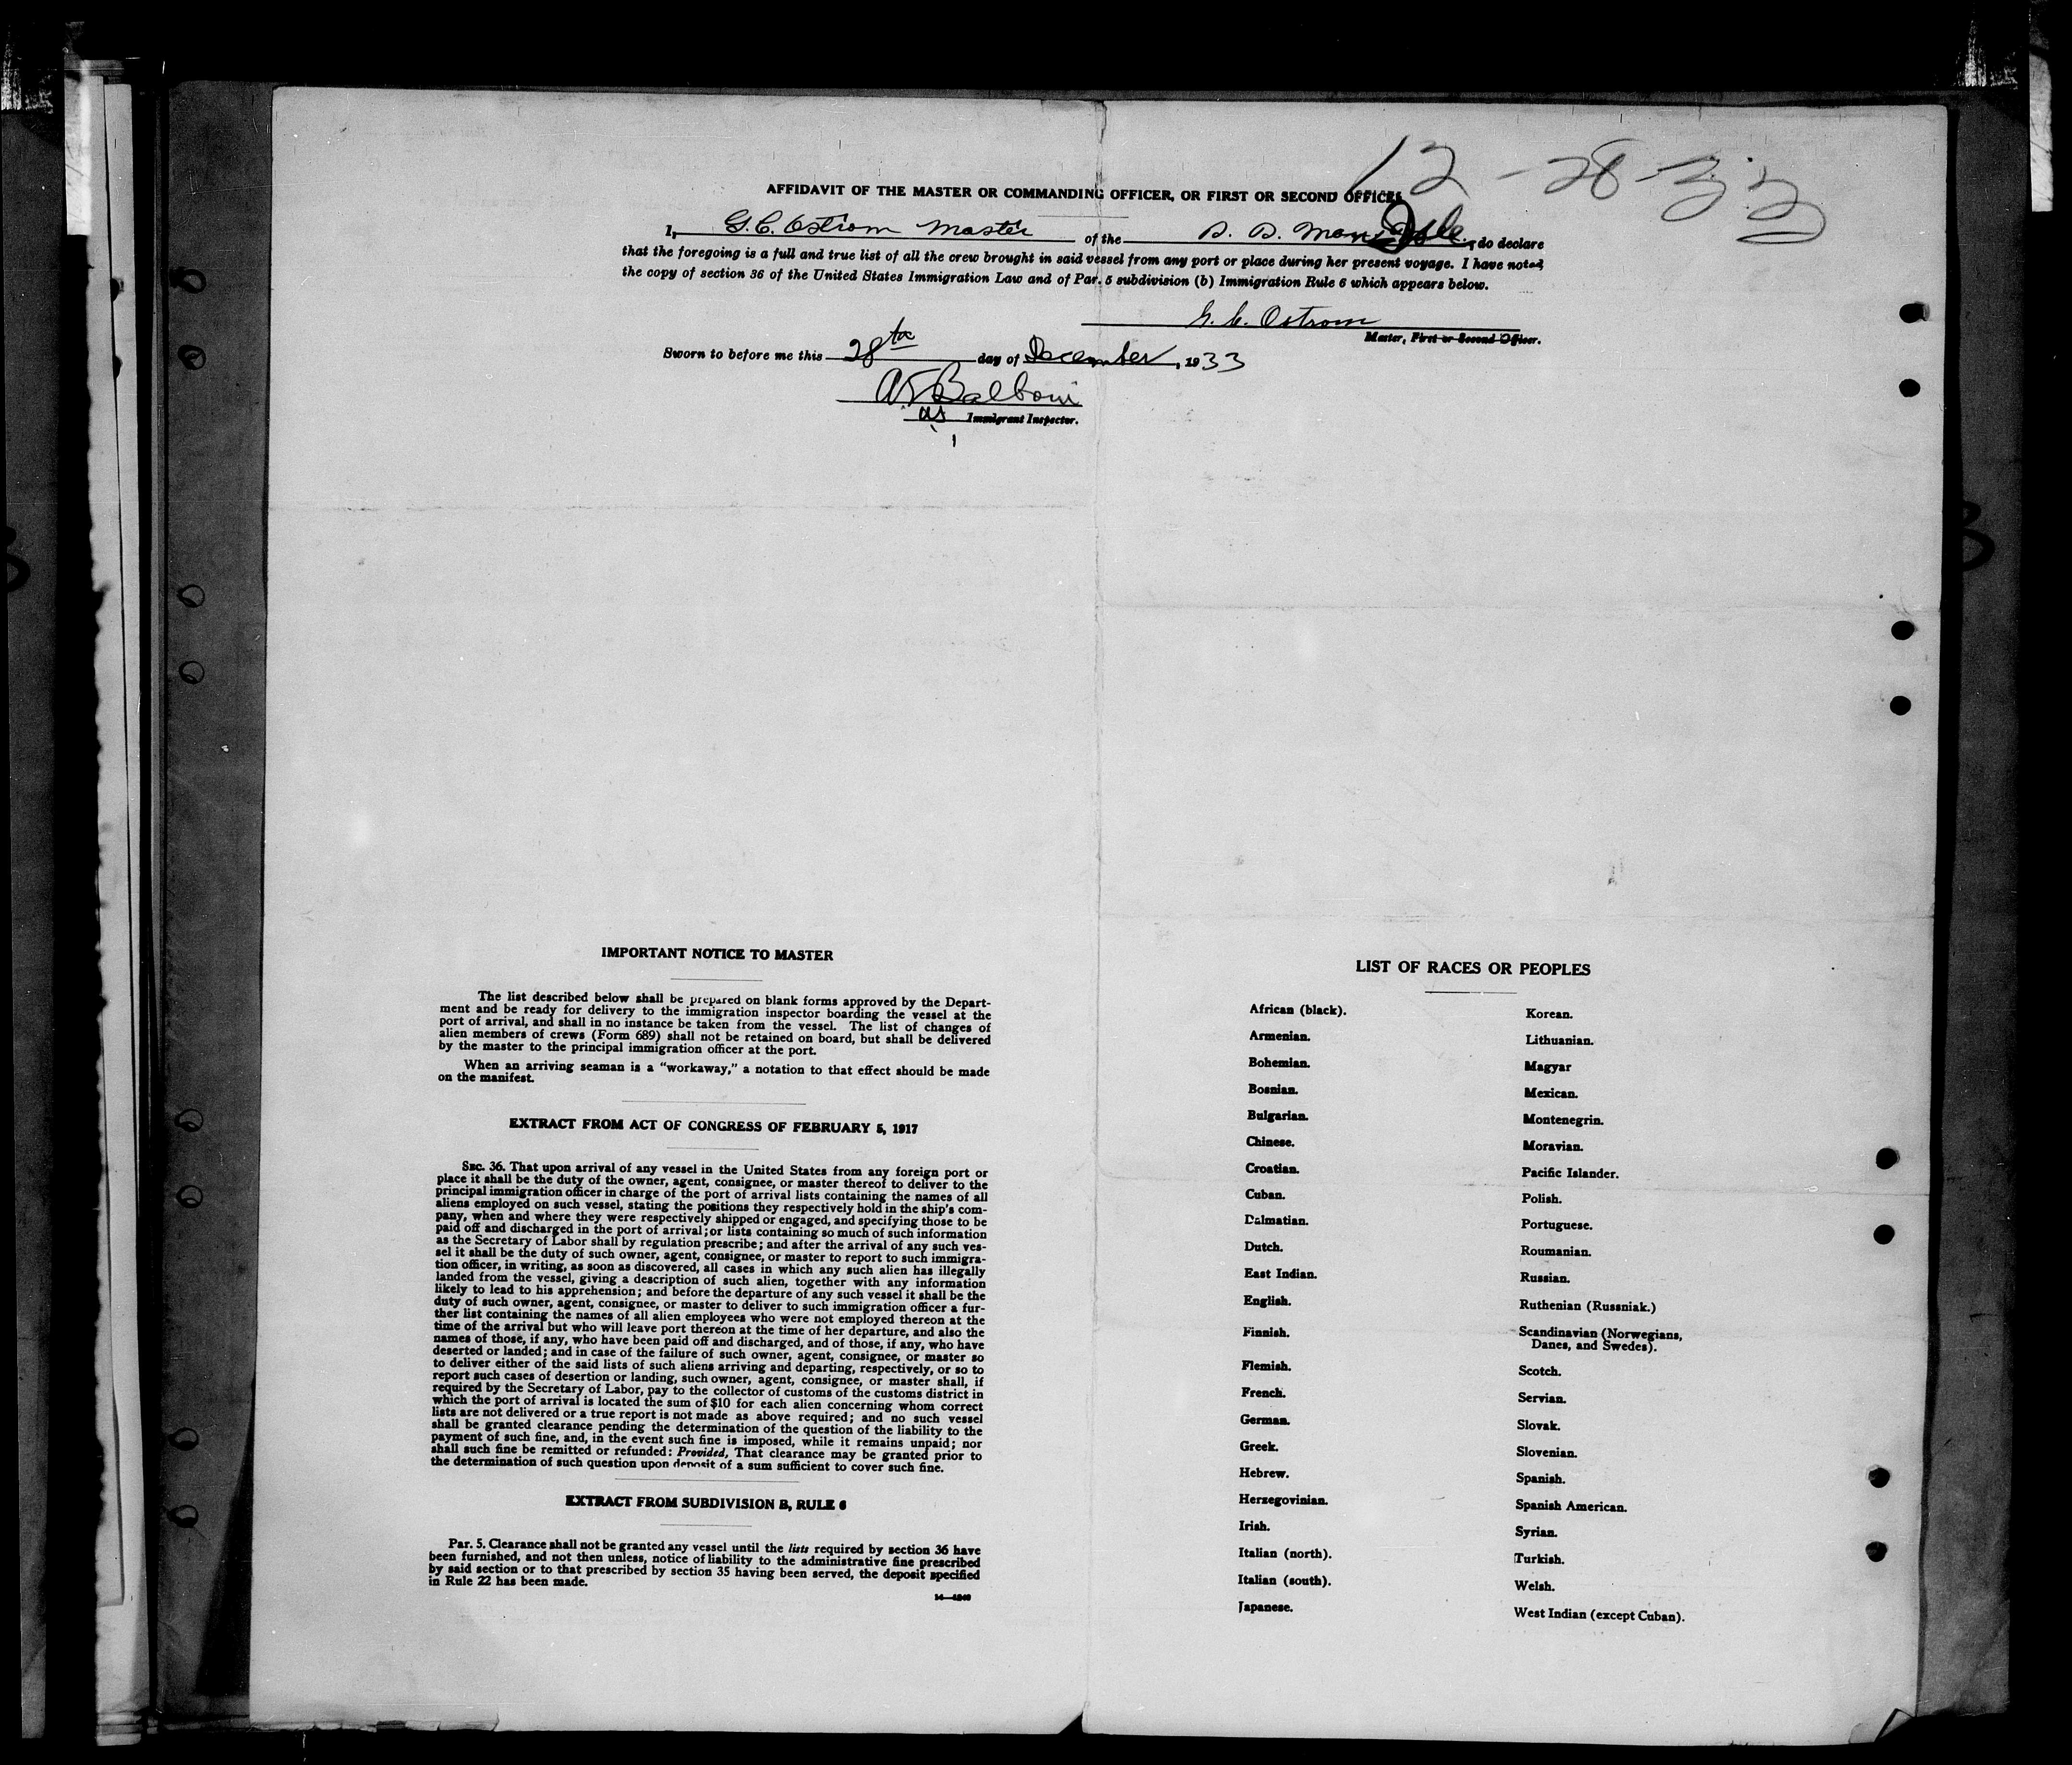 12-28-33
AFFIDAVIT OF THE MASTER OR COMMANDING OFFICER, OR FIRST OR SECOND OFFICER
I, G. C. Ostrom Master of the S. S. Mana Isle, do declare
that the foregoing is a full and true list of all the crew brought in said vessel from any port or place during her present voyage. I have noted
the copy of section 36 of the United States Immigration Law and of Par. 5 subdivision (b) Immigration Rule 6 which appears below.
G. C. Ostrom
Master, First or Second Officer.
Sworn to before me this 28th day of December, 1933
Balboni
Immigrant Inspector.
IMPORTANT NOTICE TO MASTER
The list described below shall be prepared on blank forms approved by the Depart-
ment and be ready for delivery to the immigration inspector boarding the vessel at the
port of arrival, and shall in no instance be taken from the vessel. The list of changes of
alien members of crews (Form 689) shall not be retained on board, but shall be delivered
by the master to the principal immigration officer at the port.
When an arriving seaman is a "workaway," a notation to that effect should be made
on the manifest.
EXTRACT FROM ACT OF CONGRESS OF FEBRUARY 5, 1917
SEC. 36. That upon arrival of any vessel in the United States from any foreign port or
place it shall be the duty of the owner, agent, consignee, or master thereof to deliver to the
principal immigration officer in charge of the port of arrival lists containing the names of all
aliens employed on such vessel, stating the positions they respectively hold in the ship's com-
pany, when and where they were respectively shipped or engaged, and specifying those to be
paid off and discharged in the port of arrival; or lists containing so much of such information
as the Secretary of Labor shall by regulation prescribe; and after the arrival of any such ves-
sel it shall be the duty of such owner, agent, consignee, or master to report to such immigra-
tion officer, in writing, as soon as discovered, all cases in which any such alien has illegally
landed from the vessel, giving a description of such alien, together with any information
likely to lead to his apprehension; and before the departure of any such vessel it shall be the
duty of such owner, agent, consignee, or master to deliver to such immigration officer a fur-
ther list containing the names of all alien employees who were not employed thereon at the
time of the arrival but who will leave port thereon at the time of her departure, and also the
names of those, if any, who have been paid off and discharged, and of those, if any, who have
deserted or landed; and in case of the failure of such owner, agent, consignee, or master so
to deliver either of the said lists of such aliens arriving and departing, respectively, or so to
report such cases of desertion or landing, such owner, agent, consignee, or master shall, if
required by the Secretary of Labor, pay to the collector of customs of the customs district in
which the port of arrival is located the sum of $10 for each alien concerning whom correct
lists are not delivered or a true report is not made as above required; and no such vessel
shall be granted clearance pending the determination of the question of the liability to the
payment of such fine, and, in the event such fine is imposed, while it remains unpaid; nor
shall such fine be remitted or refunded: Provided, That clearance may be granted prior to
the determination of such question upon deposit of a sum sufficient to cover such fine.
EXTRACT FROM SUBDIVISION B, RULE 6
Par. 5. Clearance shall not be granted any vessel until the lists required by section 36 have
been furnished, and not then unless, notice of liability to the administrative fine prescribed
by said section or to that prescribed by section 35 having been served, the deposit specified
in Rule 22 has been made.
LIST OF RACES OR PEOPLES
African (black).
Armenian.
Bohemian.
Bosnian.
Bulgarian.
Chinese.
Croatian.
Cuban.
Dalmatian.
Dutch.
East Indian.
English.
Finnish.
Flemish.
French.
German.
Greek.
Hebrew.
Herzegovinian.
Irish.
Italian (north).
Italian (south).
Japanese.
Korean.
Lithuanian.
Magyar
Mexican.
Montenegrin.
Moravian.
Pacific Islander.
Polish.
Portuguese.
Roumanian.
Russian.
Ruthenian (Russniak.)
Scandinavian (Norwegians,
Danes, and Swedes).
Scotch.
Servian.
Slovak.
Slovenian.
Spanish.
Spanish American.
Syrian.
Turkish.
Welsh.
West Indian (except Cuban).